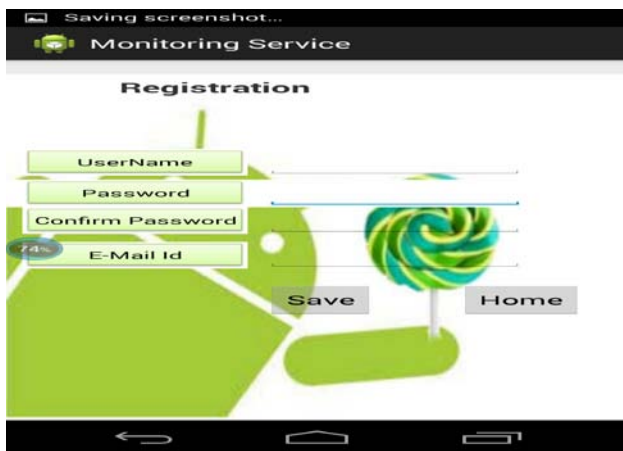 Saving screenshot...
Monitoring Service
Registration
UserName
Password
Confirm Password
74%
E-Mail Id
Save
Home